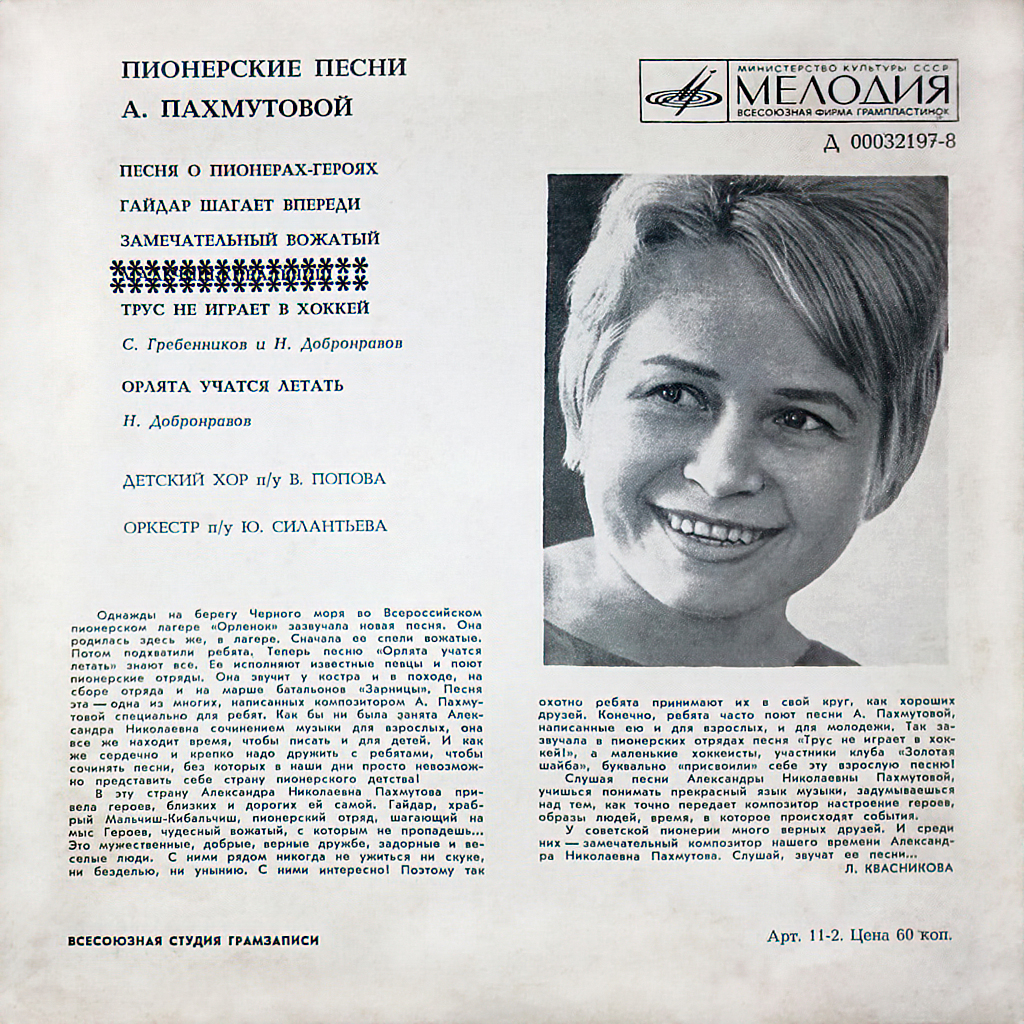 ПИОНЕРСКИЕ ПЕСНИ
А. ПАХМУТОВОЙ
ПЕСНЯ О ПИОНЕРАХ-ГЕРОЯХ
ГАЙДАР ШАГАЕТ ВПЕРЕДИ
ЗАМЕЧАТЕЛЬНЫЙ ВОЖАТЫЙ
ТРУС НЕ ИГРАЕТ В ХОККЕЙ
С. Гребенников и Н. Добронравов
ОРЛЯТА УЧАТСЯ ЛЕТАТЬ
Н. Добронравов
ДЕТСКИЙ ХОР п/у В. ПОПОВА
ОРКЕСТР п/у Ю. СИЛАНТЬЕВА
МИНИСТЕРСТВО КУЛЬТУРЫ СССР
МЕЛОДИЯ
ВСЕСОЮЗНАЯ ФИРМА ГРАМПЛАСТИНОК
Д 00032197-8
Однажды на берегу Черного моря во Всероссийском
пионерском лагере «Орленок» зазвучала новая песня. Она
родилась здесь же, в лагере. Сначала ее спели вожатые.
Потом подхватили ребята. Теперь песню «Орлята учатся
летать» знают все. Ее исполняют известные певцы и поют
пионерские отряды. Она звучит у костра и в походе, на
сборе отряда и на марше батальонов «Зарницы». Песня
эта — одна из многих, написанных композитором А. Пахму-
товой специально для ребят. Как бы ни была занята Алек-
сандра Николаевна сочинением музыки для взрослых, она
все же находит время, чтобы писать и для детей. И как
же сердечно и крепко надо дружить с ребятами, чтобы
сочинять песни, без которых в наши дни просто невозмож-
но представить себе страну пионерского детства!
В эту страну Александра Николаевна Пахмутова при-
вела героев, близких и дорогих ей самой. Гайдар, храб-
рый Мальчиш-Кибальчиш, пионерский отряд, шагающий на
мыс Героев, чудесный вожатый, с которым не пропадешь...
Это мужественные, добрые, верные дружбе, задорные и ве-
селые люди. С ними рядом никогда не ужиться ни скуке,
ни безделью, ни унынию. С ними интересно! Поэтому так
охотно ребята принимают их в свой круг, как хороших
друзей. Конечно, ребята часто поют песни А. Пахмутовой,
написанные ею и для взрослых, и для молодежи. Так за-
звучала в пионерских отрядах песня «Трус не играет в хок-
кей!», а маленькие хоккеисты, участники клуба «Золотая
шайба», буквально «присвоили» себе эту взрослую песню!
Слушая песни Александры Николаевны Пахмутовой,
учишься понимать прекрасный язык музыки, задумываешься
над тем, как точно передает композитор настроение героев,
образы людей, время, в которое происходят события.
У советской пионерии много верных друзей. И среди
них — замечательный композитор нашего времени Александ-
ра Николаевна Пахмутова. Слушай, звучат ее песни...
Л. КВАСНИКОВА
ВСЕСОЮЗНАЯ СТУДИЯ ГРАМЗАПИСИ
Арт. 11-2. Цена 60 коп.